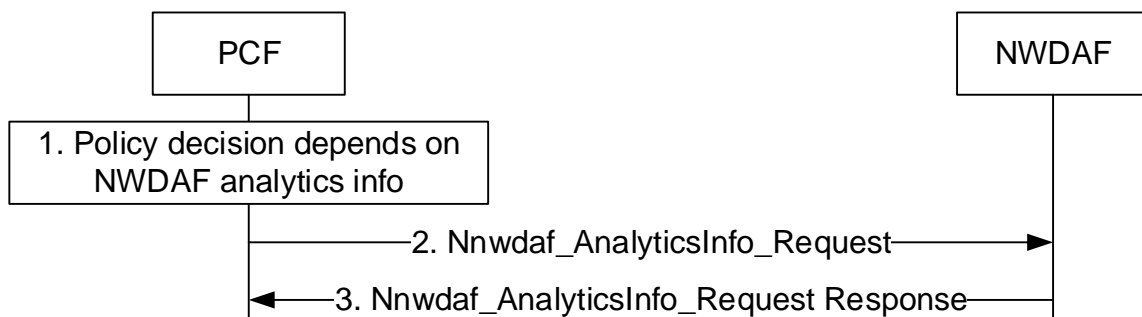 PCF
NWDAF
1. Policy decision depends on
NWDAF analytics info
2. Nnwdaf_AnalyticsInfo_Request
3. Nnwdaf_AnalyticsInfo_Request Response